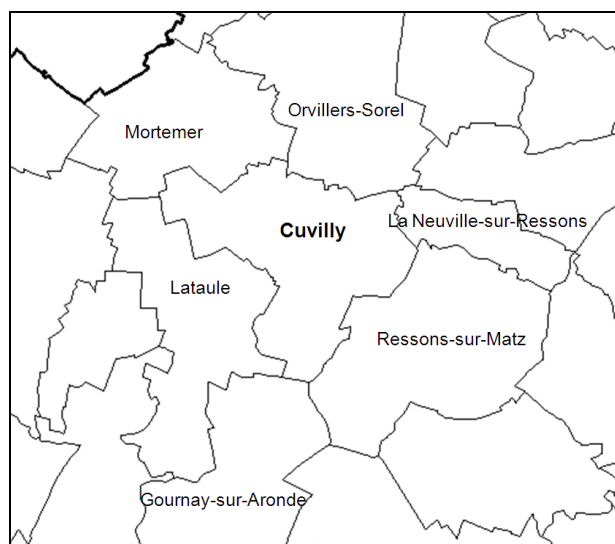 Orvillers-Sorel
Mortemer
La Neuville-sur-Ressons
Cuvilly
Lataule
Ressons-sur-Matz
Gournay-sur-Aronde